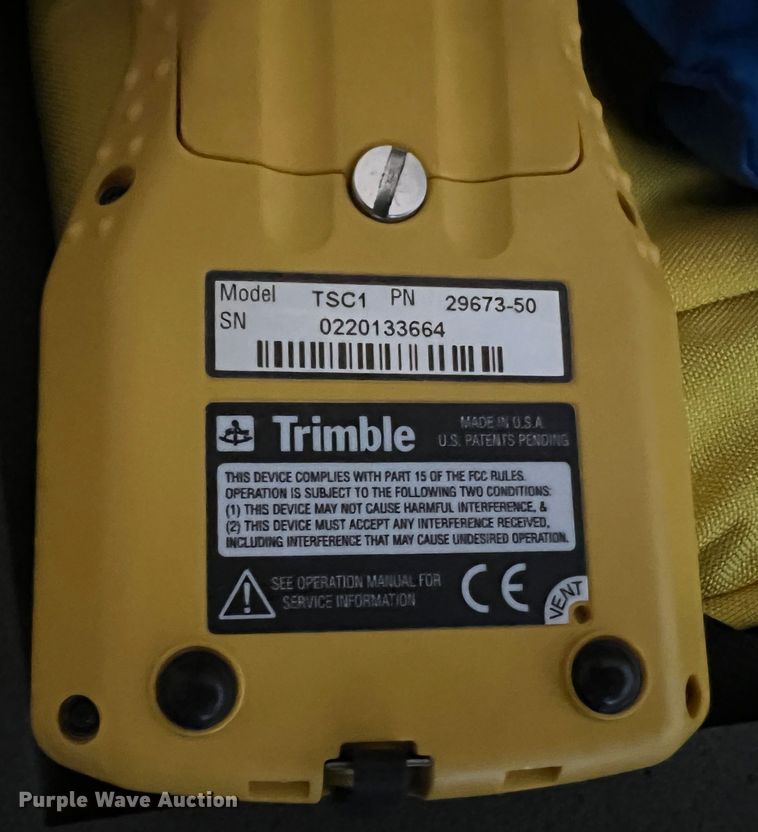 Model TSC1 PN 29673-50
SN 0220133664
Trimble
MADE IN U.S.A.
U.S. PATENTS PENDING
THIS DEVICE COMPLIES WITH PART 15 OF THE FCC RULES.
OPERATION IS SUBJECT TO THE FOLLOWING TWO CONDITIONS:
(1) THIS DEVICE MAY NOT CAUSE HARMFUL INTERFERENCE, &
(2) THIS DEVICE MUST ACCEPT ANY INTERFERENCE RECEIVED,
INCLUDING INTERFERENCE THAT MAY CAUSE UNDESIRED OPERATION.
SEE OPERATION MANUAL FOR
SERVICE INFORMATION
CE
VENT
Purple Wave Auction